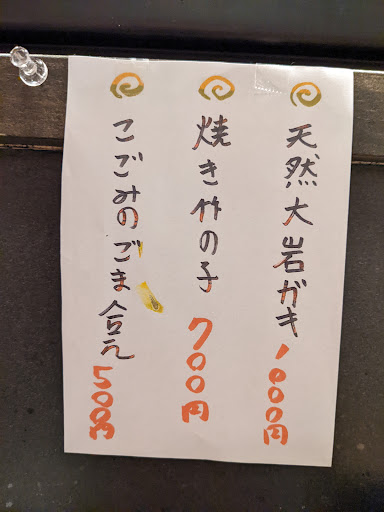 天然大岩ガキ 1000円
焼き竹の子 700円
こごみのごま合え 500円